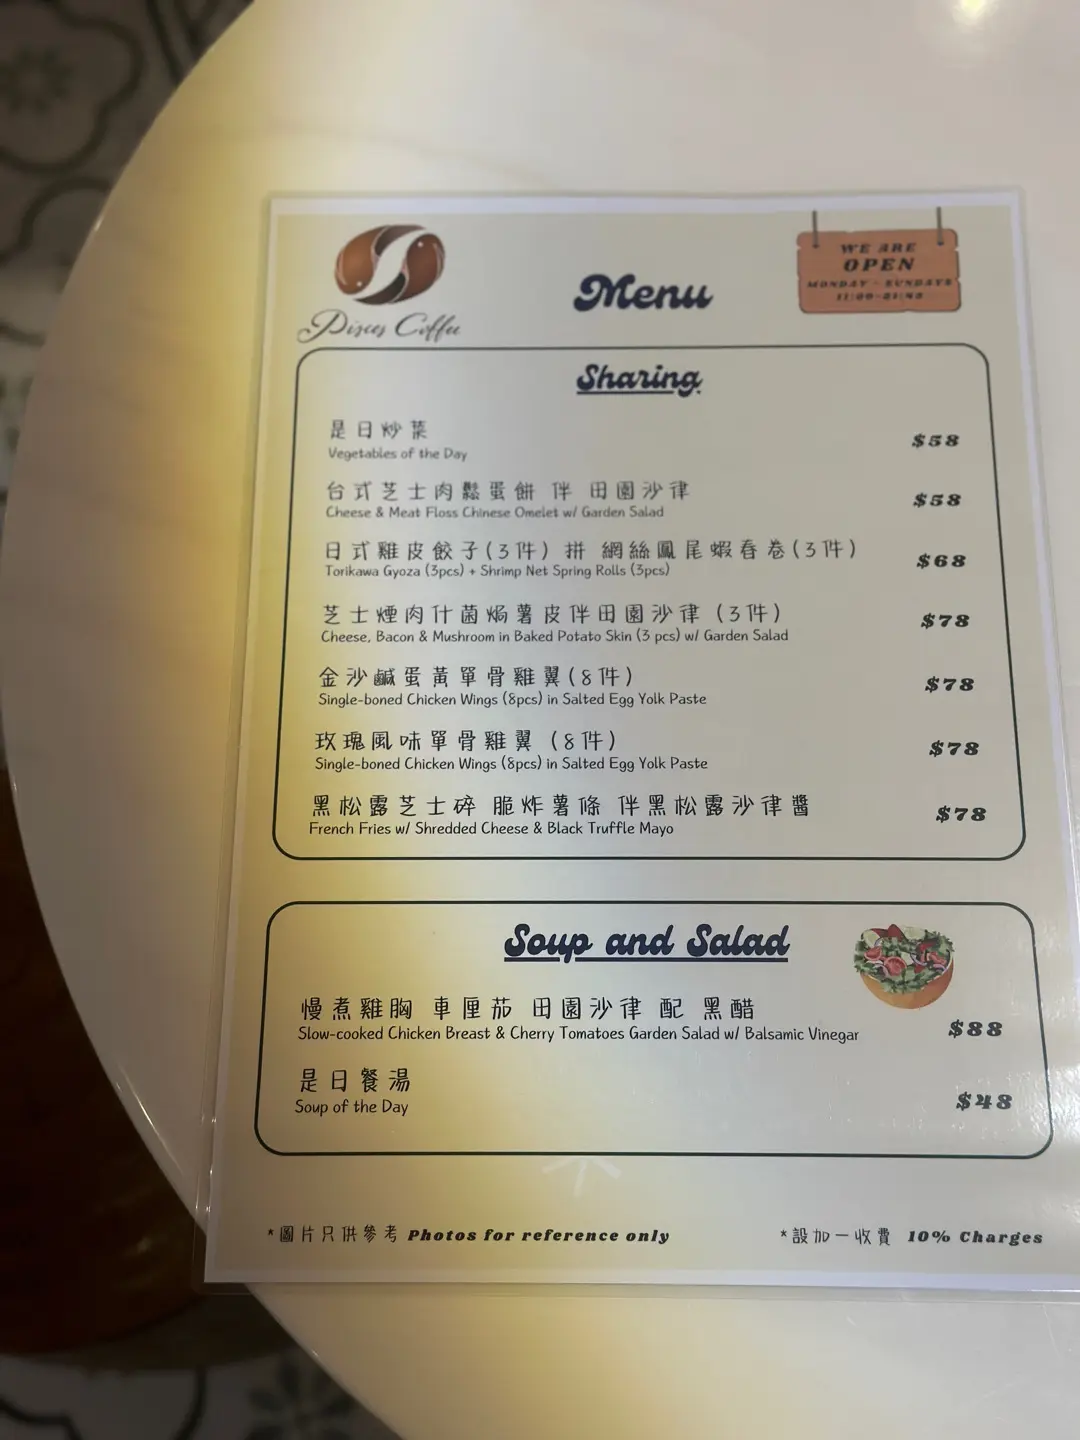 Pisces Coffee
Menu
WE ARE
OPEN
MONDAY - SUNDAYS
Sharing
是日炒菜
Vegetables of the Day
$58
台式芝士肉鬆蛋餅 伴 田園沙律
Cheese & Meat Floss Chinese Omelet w/ Garden Salad
$58
日式雞皮餃子(3件) 拼 網絲鳳尾蝦春卷(3件)
Torikawa Gyoza (3pcs) + Shrimp Net Spring Rolls (3pcs)
$68
芝士煙肉什菌焗薯皮伴田園沙律 (3件)
Cheese, Bacon & Mushroom in Baked Potato Skin (3 pcs) w/ Garden Salad
$78
金沙鹹蛋黃單骨雞翼(8件)
Single-boned Chicken Wings (8pcs) in Salted Egg Yolk Paste
$78
玫瑰風味單骨雞翼 (8件)
Single-boned Chicken Wings (8pcs) in Salted Egg Yolk Paste
$78
黑松露芝士碎 脆炸薯條 伴黑松露沙律醬
French Fries w/ Shredded Cheese & Black Truffle Mayo
$78
Soup and Salad
慢煮雞胸 車厘茄 田園沙律 配 黑醋
Slow-cooked Chicken Breast & Cherry Tomatoes Garden Salad w/ Balsamic Vinegar
$88
是日餐湯
Soup of the Day
$48
*圖片只供參考 Photos for reference only
*設加一收費 10% Charges